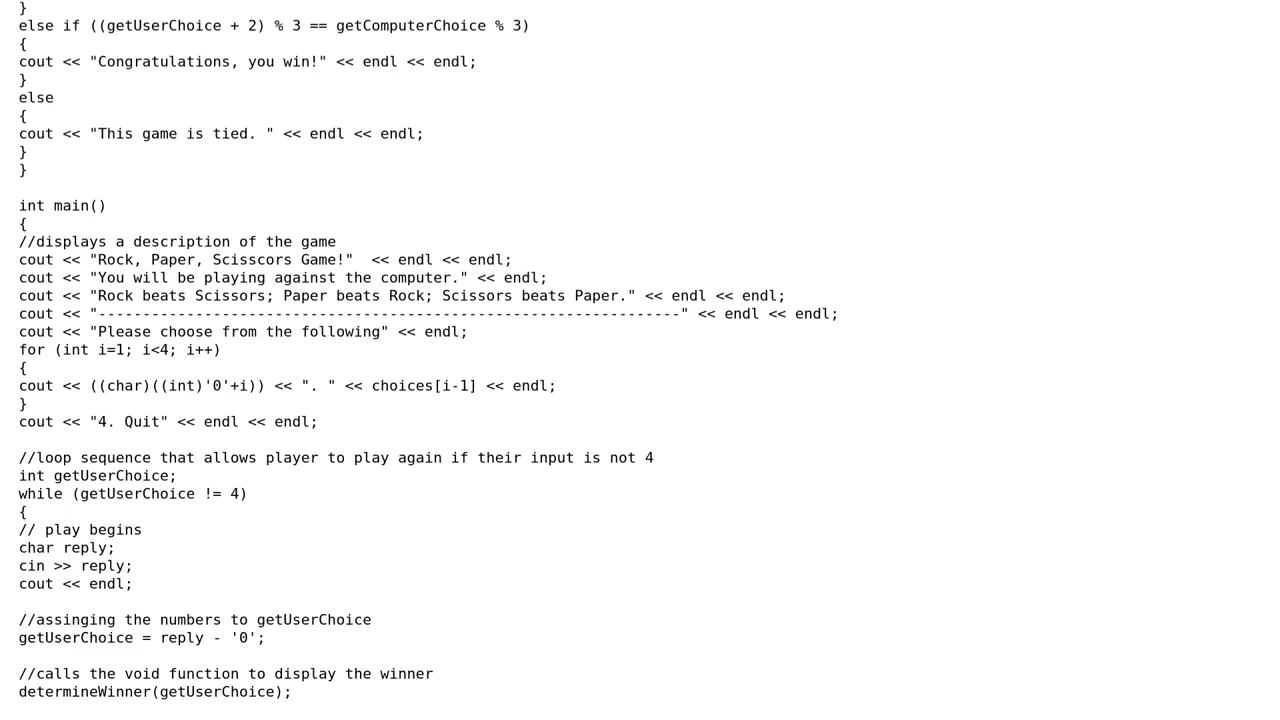 }
else if ((getUserChoice + 2) % 3 == getComputerChoice % 3)
{
cout << "Congratulations, you win!" << endl << endl;
}
else
{
cout << "This game is tied. " << endl << endl;
}
}

int main()
{
//displays a description of the game
cout << "Rock, Paper, Scisscors Game!"  << endl << endl;
cout << "You will be playing against the computer." << endl;
cout << "Rock beats Scissors; Paper beats Rock; Scissors beats Paper." << endl << endl;
cout << "------------------------------------------------------------------" << endl << endl;
cout << "Please choose from the following" << endl;
for (int i=1; i<4; i++)
{
cout << ((char)((int)'0'+i)) << ". " << choices[i-1] << endl;
}
cout << "4. Quit" << endl << endl;

//loop sequence that allows player to play again if their input is not 4
int getUserChoice;
while (getUserChoice != 4)
{
// play begins
char reply;
cin >> reply;
cout << endl;

//assinging the numbers to getUserChoice
getUserChoice = reply - '0';

//calls the void function to display the winner
determineWinner(getUserChoice);